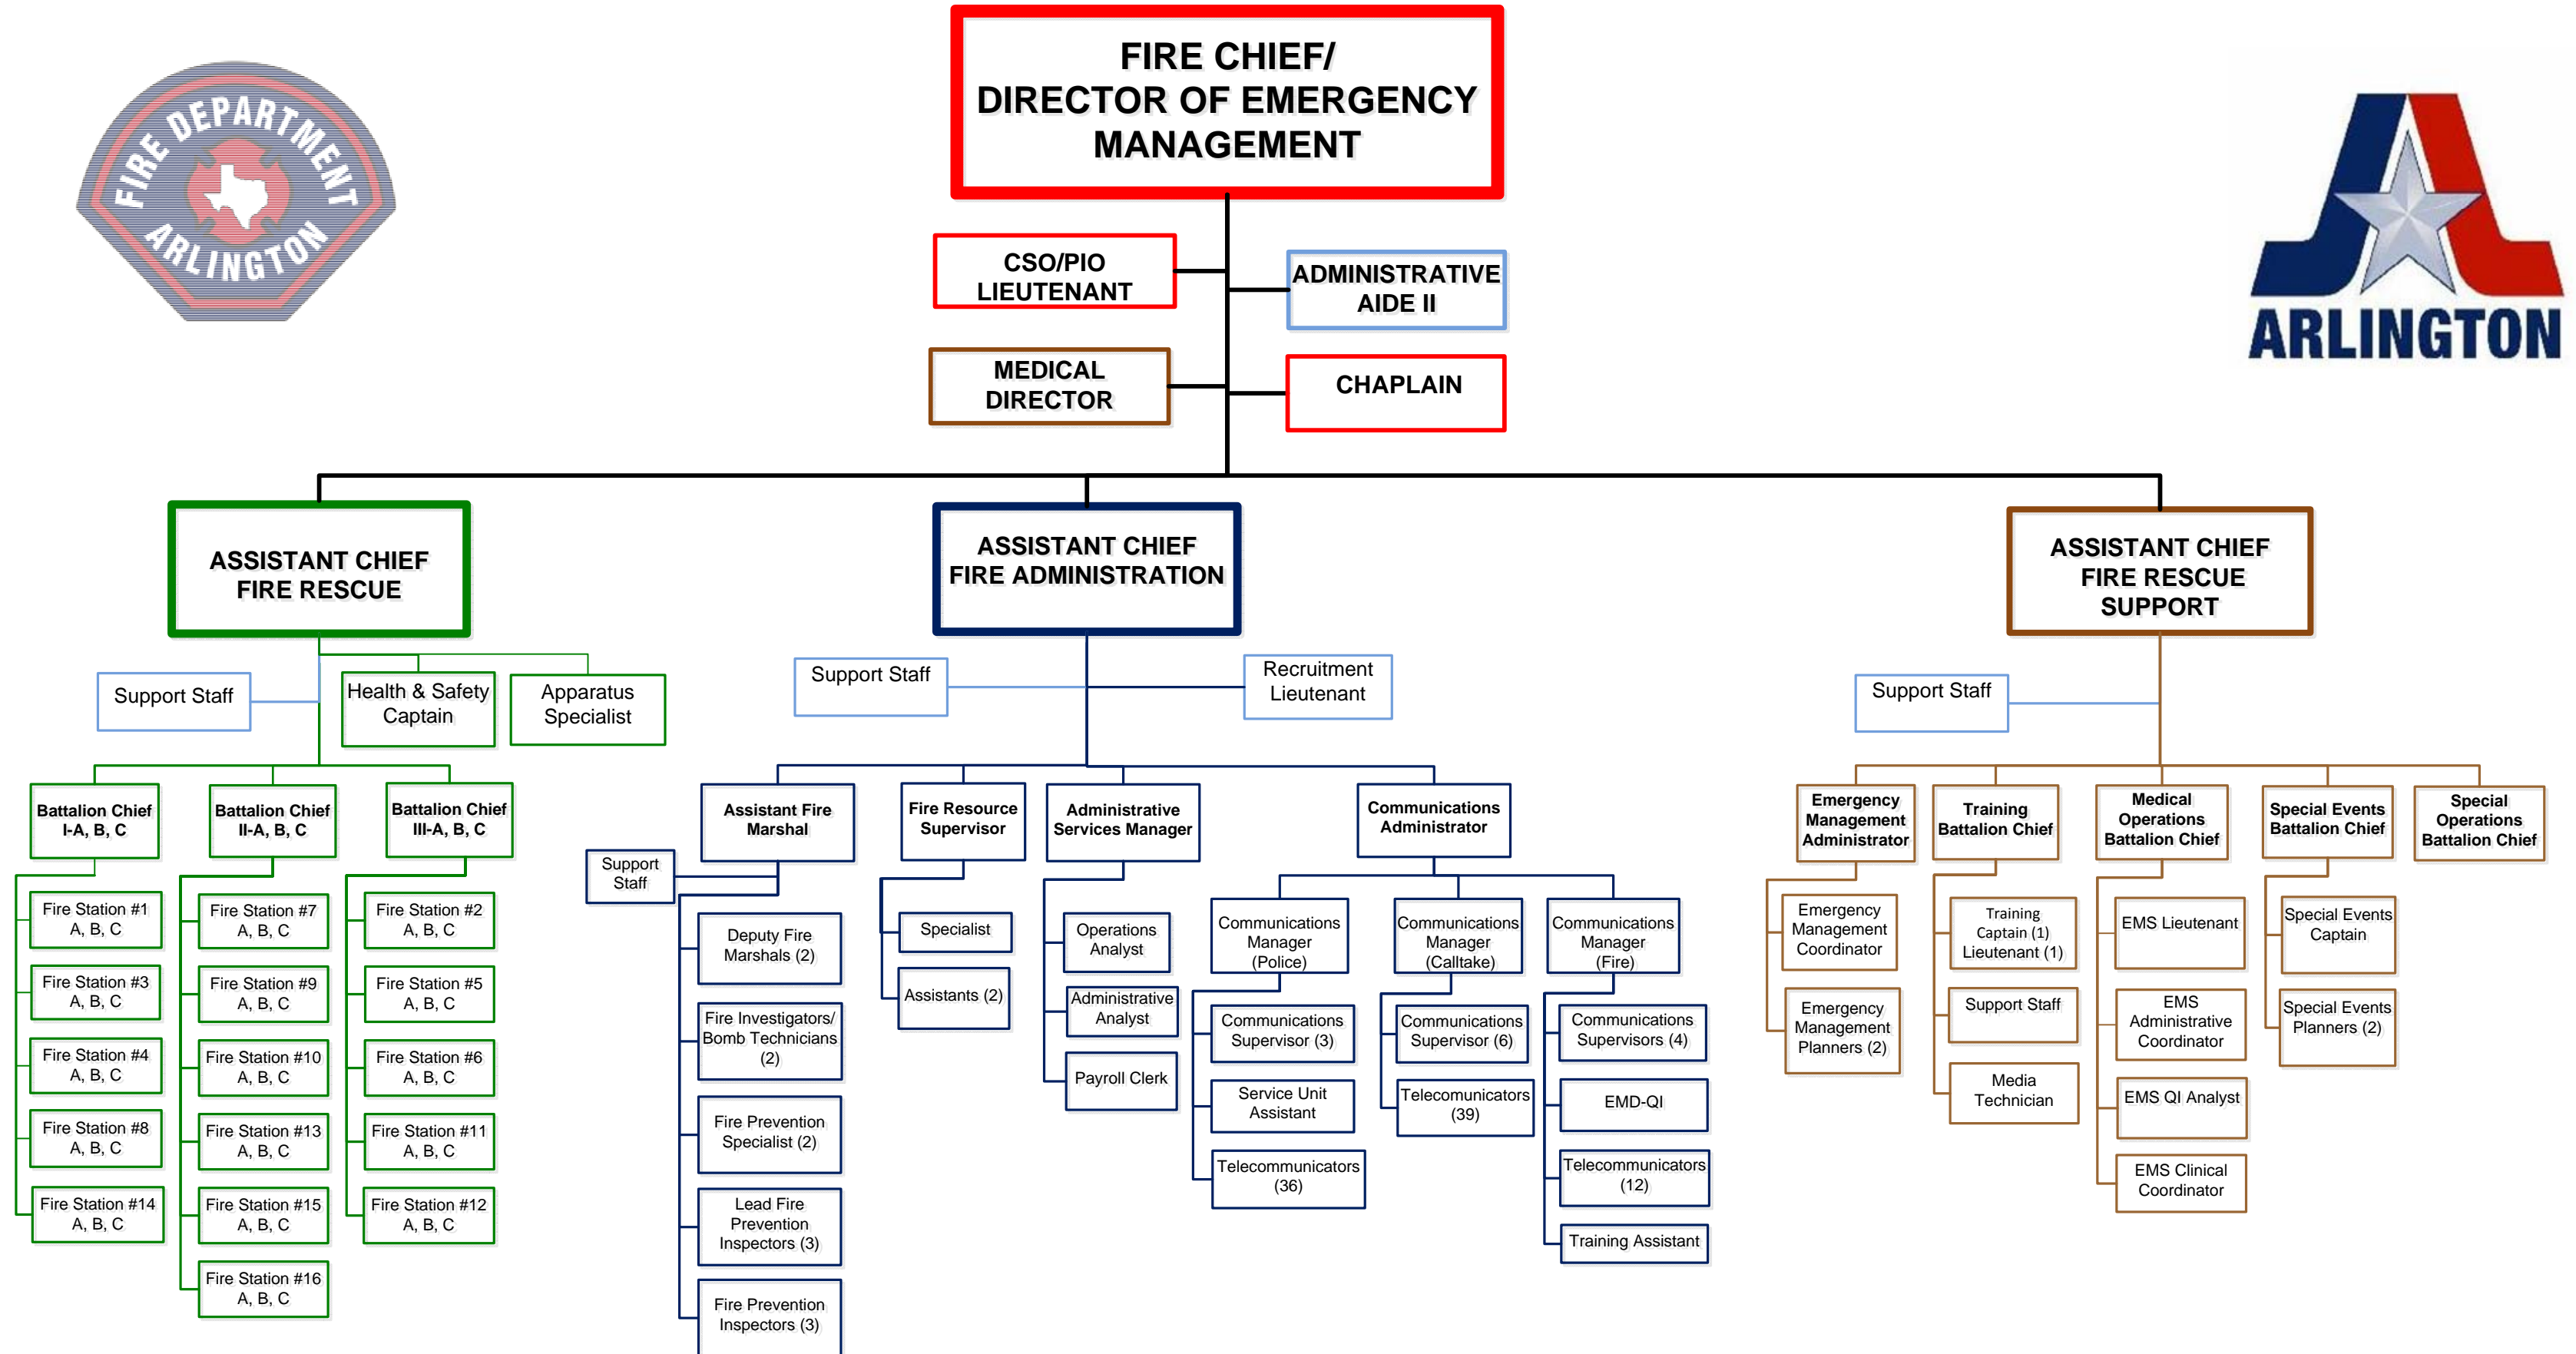 FIRE CHIEF/
DIRECTOR OF EMERGENCY
MANAGEMENT
FIRE DEPARTMENT
ARLINGTON
ARLINGTON
CSO/PIO
LIEUTENANT
ADMINISTRATIVE
AIDE II
MEDICAL
DIRECTOR
CHAPLAIN
ASSISTANT CHIEF
FIRE RESCUE
Support Staff
Health & Safety
Captain
Apparatus
Specialist
Battalion Chief
I-A, B, C
Fire Station #1
A, B, C
Fire Station #3
A, B, C
Fire Station #4
A, B, C
Fire Station #8
A, B, C
Fire Station #14
A, B, C
Battalion Chief
II-A, B, C
Fire Station #7
A, B, C
Fire Station #9
A, B, C
Fire Station #10
A, B, C
Fire Station #13
A, B, C
Fire Station #15
A, B, C
Fire Station #16
A, B, C
Battalion Chief
III-A, B, C
Fire Station #2
A, B, C
Fire Station #5
A, B, C
Fire Station #6
A, B, C
Fire Station #11
A, B, C
Fire Station #12
A, B, C
ASSISTANT CHIEF
FIRE ADMINISTRATION
Support Staff
Recruitment
Lieutenant
Assistant Fire
Marshal
Support
Staff
Deputy Fire
Marshals (2)
Fire Investigators/
Bomb Technicians
(2)
Fire Prevention
Specialist (2)
Lead Fire
Prevention
Inspectors (3)
Fire Prevention
Inspectors (3)
Fire Resource
Supervisor
Specialist
Assistants (2)
Administrative
Services Manager
Operations
Analyst
Administrative
Analyst
Payroll Clerk
Communications
Administrator
Communications
Manager
(Police)
Communications
Supervisor (3)
Service Unit
Assistant
Telecommunicators
(36)
Communications
Manager
(Calltake)
Communications
Supervisor (6)
Telecomunicators
(39)
Communications
Manager
(Fire)
Communications
Supervisors (4)
EMD-QI
Telecommunicators
(12)
Training Assistant
ASSISTANT CHIEF
FIRE RESCUE
SUPPORT
Support Staff
Emergency
Management
Administrator
Emergency
Management
Coordinator
Emergency
Management
Planners (2)
Training
Battalion Chief
Training
Captain (1)
Lieutenant (1)
Support Staff
Media
Technician
Medical
Operations
Battalion Chief
EMS Lieutenant
EMS
Administrative
Coordinator
EMS QI Analyst
EMS Clinical
Coordinator
Special Events
Battalion Chief
Special Events
Captain
Special Events
Planners (2)
Special
Operations
Battalion Chief